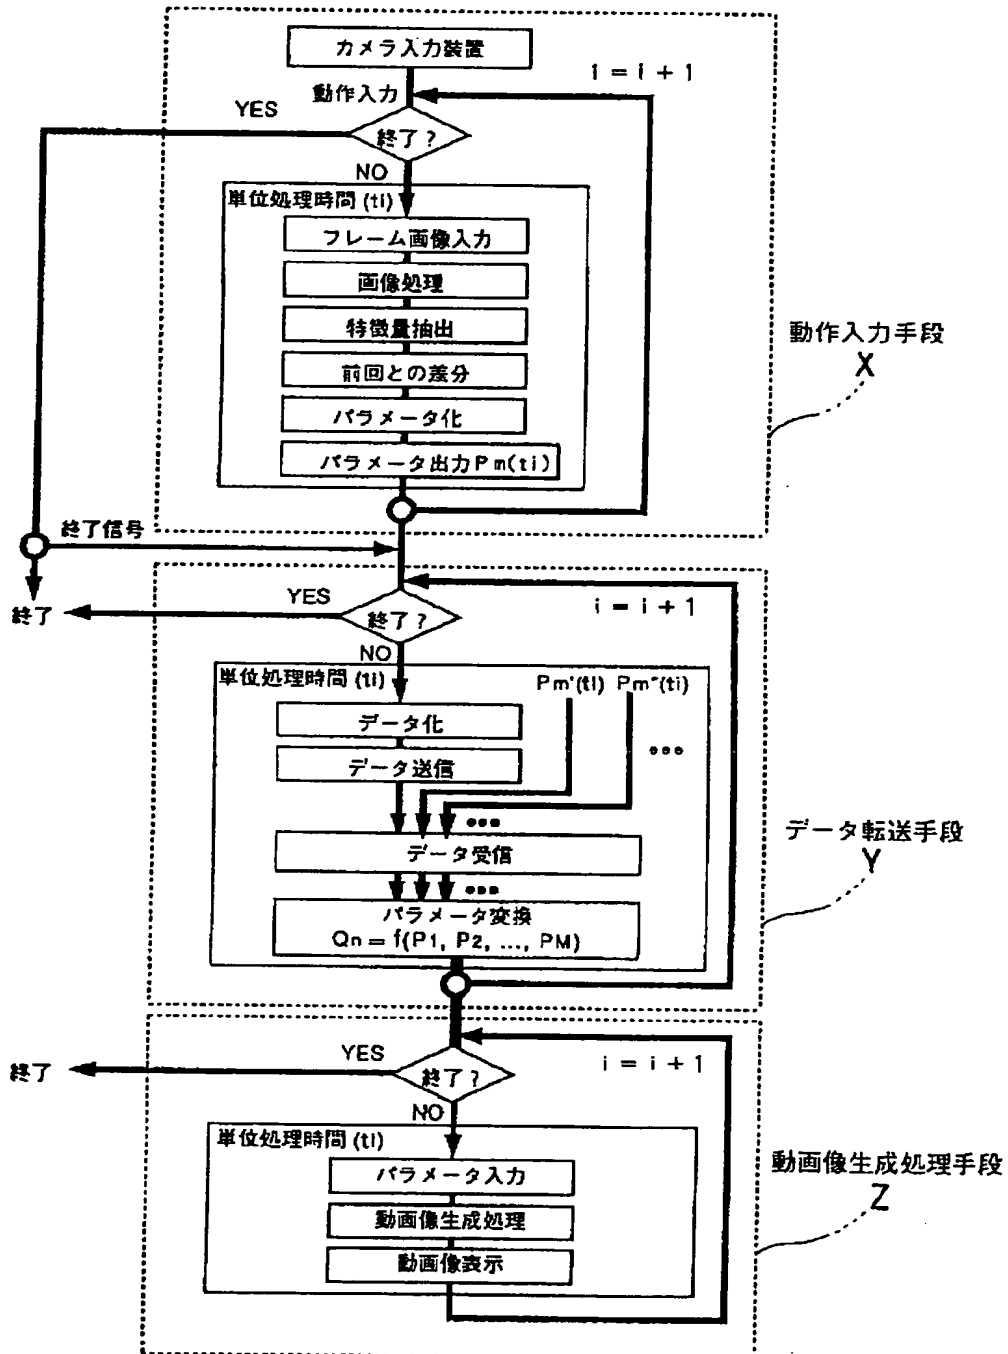 カメラ入力装置
i = i + 1
動作入力
YES
終了?
NO
単位処理時間 (ti)
フレーム画像入力
画像処理
特徴量抽出
前回との差分
パラメータ化
パラメータ出力 Pm(ti)
動作入力手段
X
終了信号
終了
YES
終了?
i = i + 1
NO
単位処理時間 (ti)
Pm'(ti) Pm"(ti)
データ化
•••
データ送信
•••
データ受信
•••
パラメータ変換
Qn = f(P1, P2, ..., PM)
データ転送手段
Y
終了
YES
終了?
i = i + 1
NO
単位処理時間 (ti)
パラメータ入力
動画像生成処理
動画像表示
動画像生成処理手段
Z